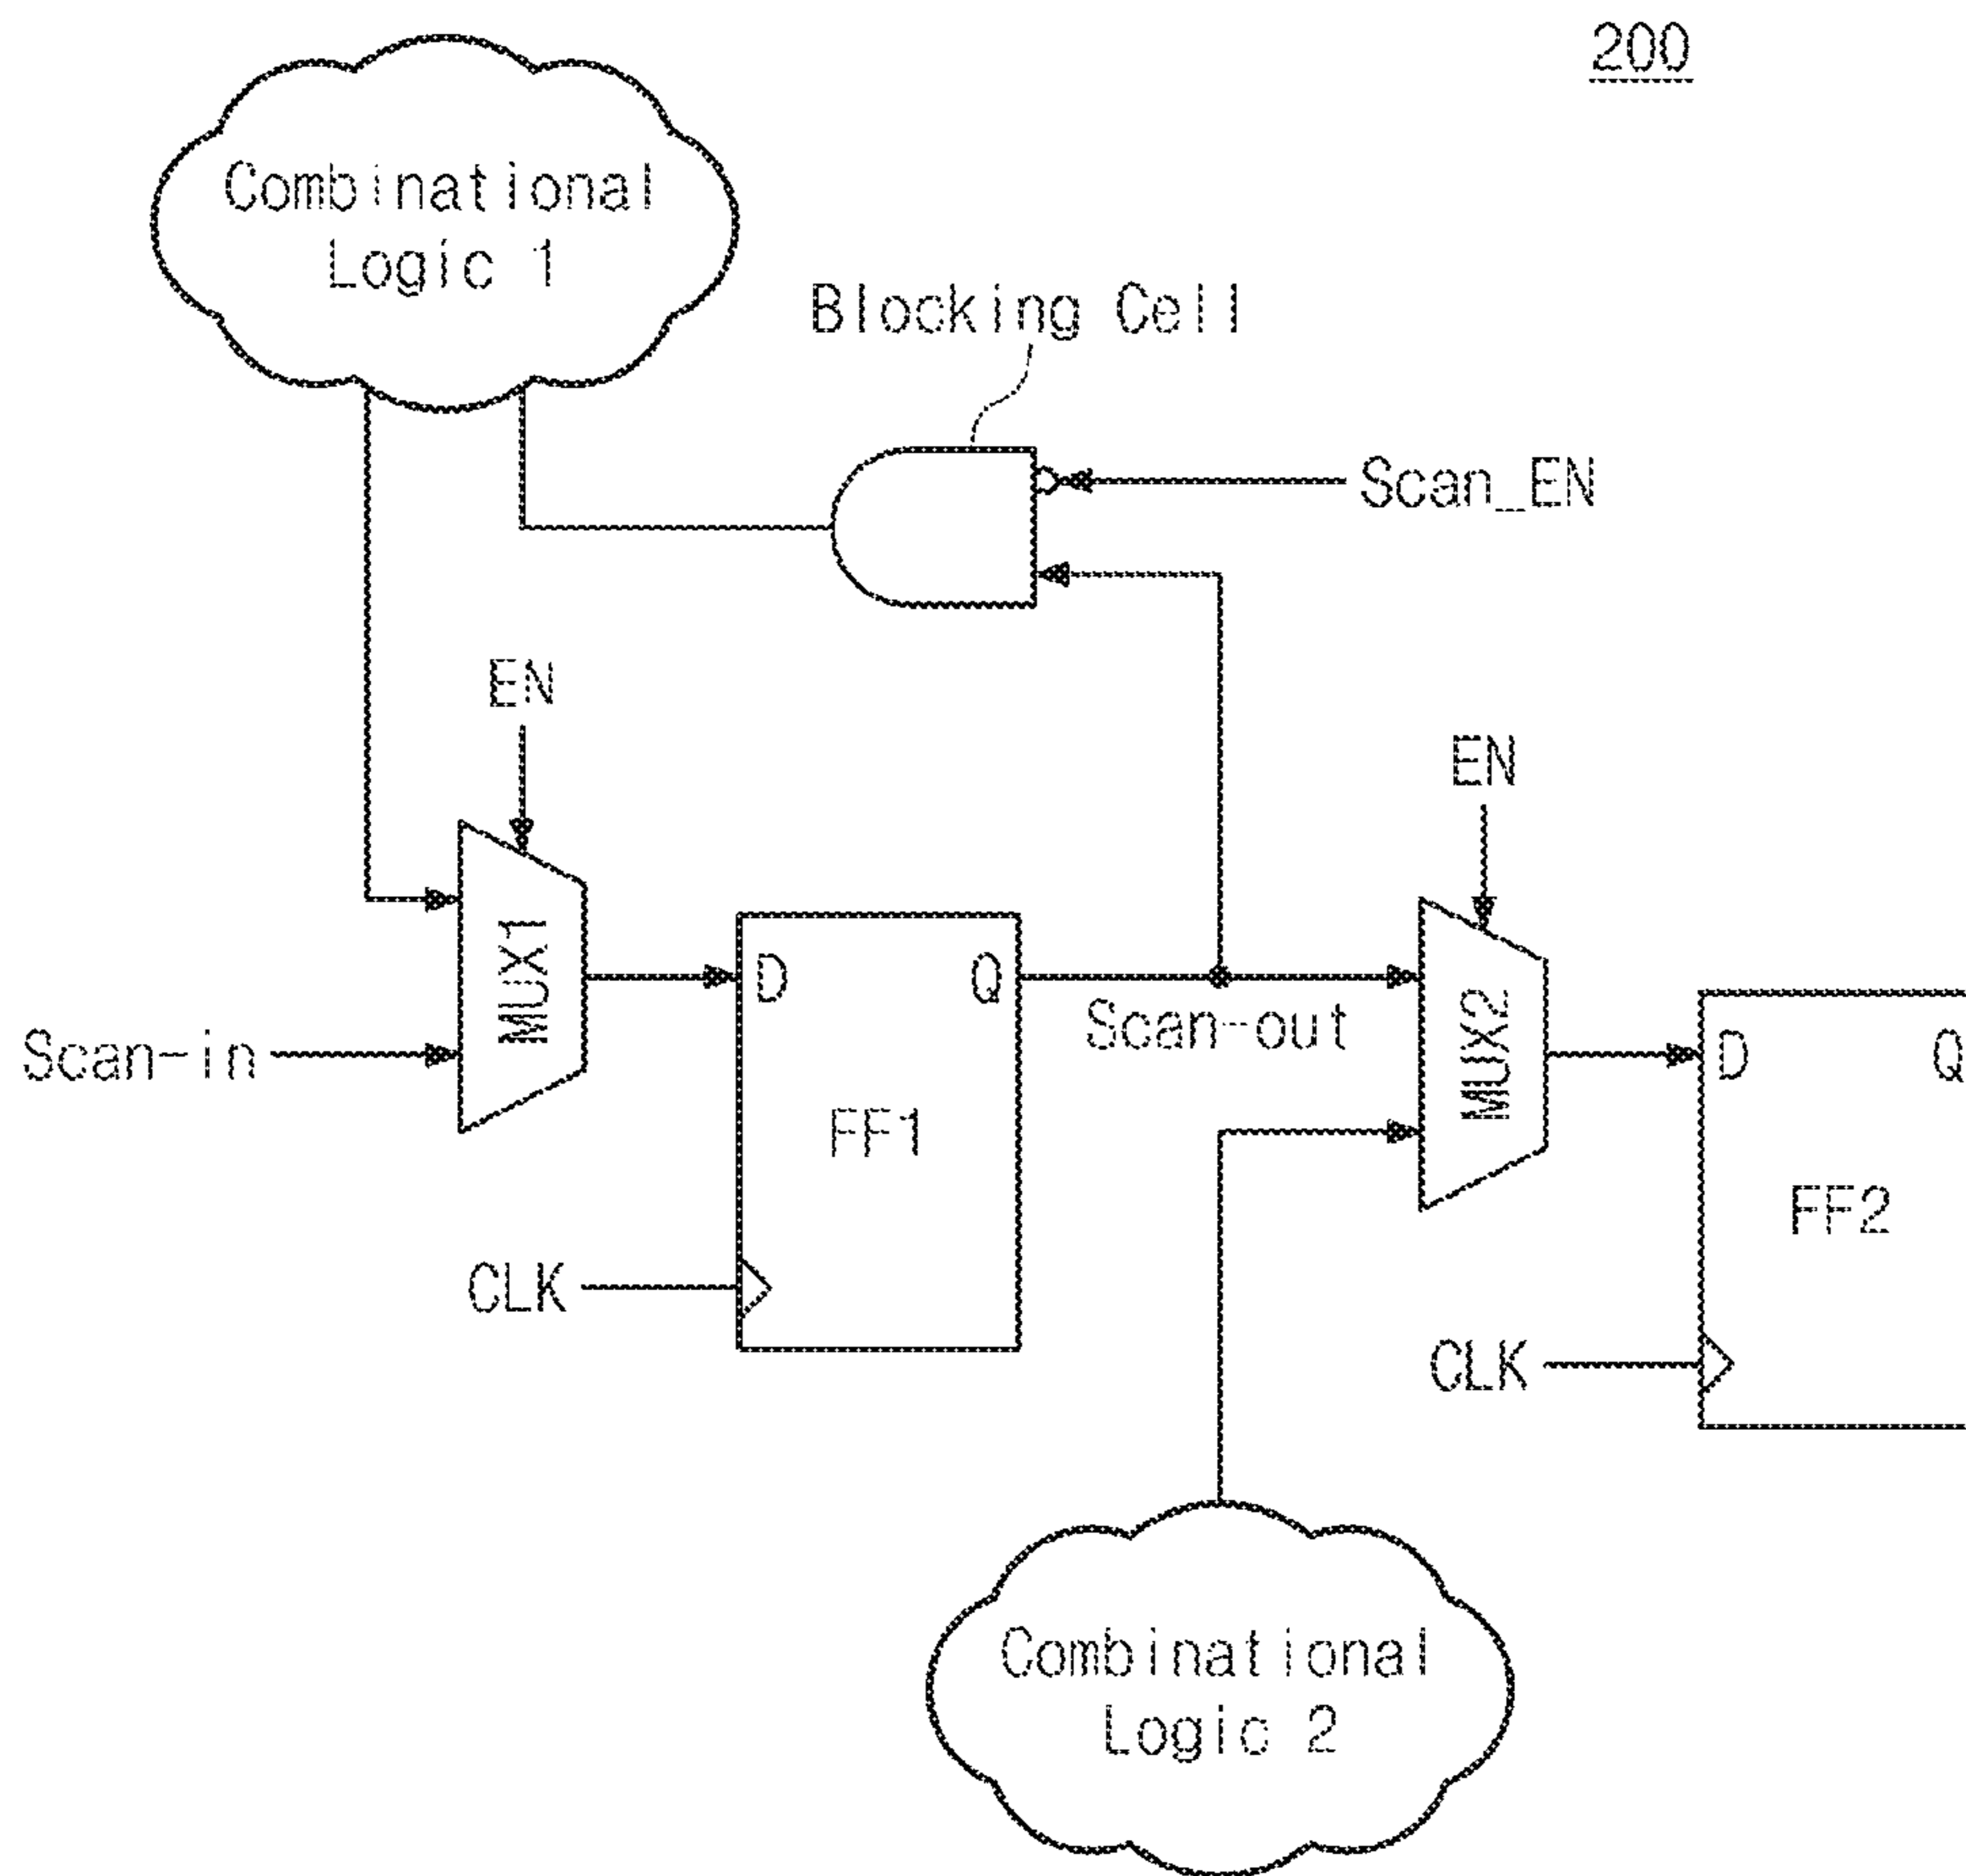 200
Combinational
Logic 1
Blocking Cell
Scan_EN
EN
EN
MUX1
D
Q
Scan-in
Scan-out
MUX2
D
Q
FF1
FF2
CLK
CLK
Combinational
Logic 2